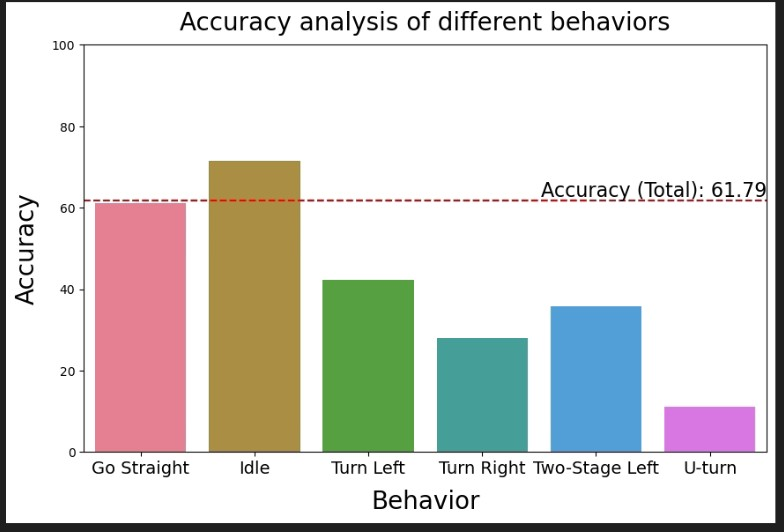 Accuracy analysis of different behaviors
100
80
60
40
20
0
Accuracy
Accuracy (Total): 61.79
Go Straight Idle Turn Left Turn Right Two-Stage Left U-turn
Behavior